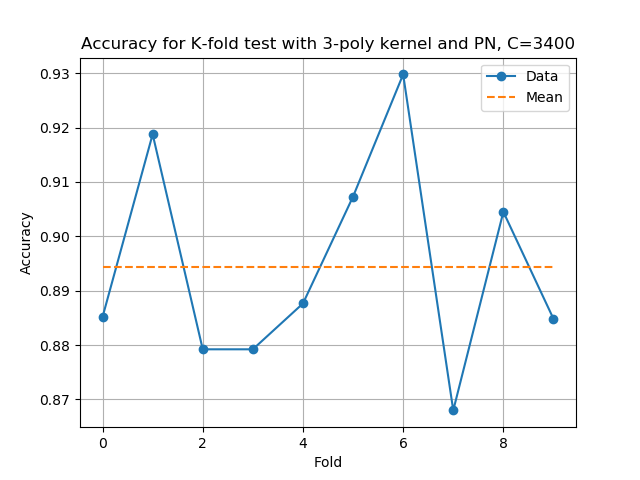 Accuracy for K-fold test with 3-poly kernel and PN, C=3400
Data
Mean
0.93
0.92
0.91
0.90
0.89
0.88
0.87
Accuracy
0 2 4 6 8
Fold